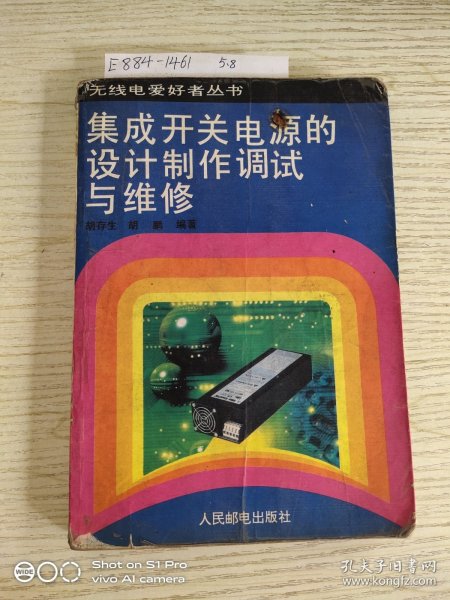 E884-1461 5.8
无线电爱好者丛书
集成开关电源的
设计制作调试
与维修
胡存生 胡鹏 编著
人民邮电出版社
WIDE
Shot on S1 Pro
vivo AI camera
孔夫子旧书网
www.kongfz.com